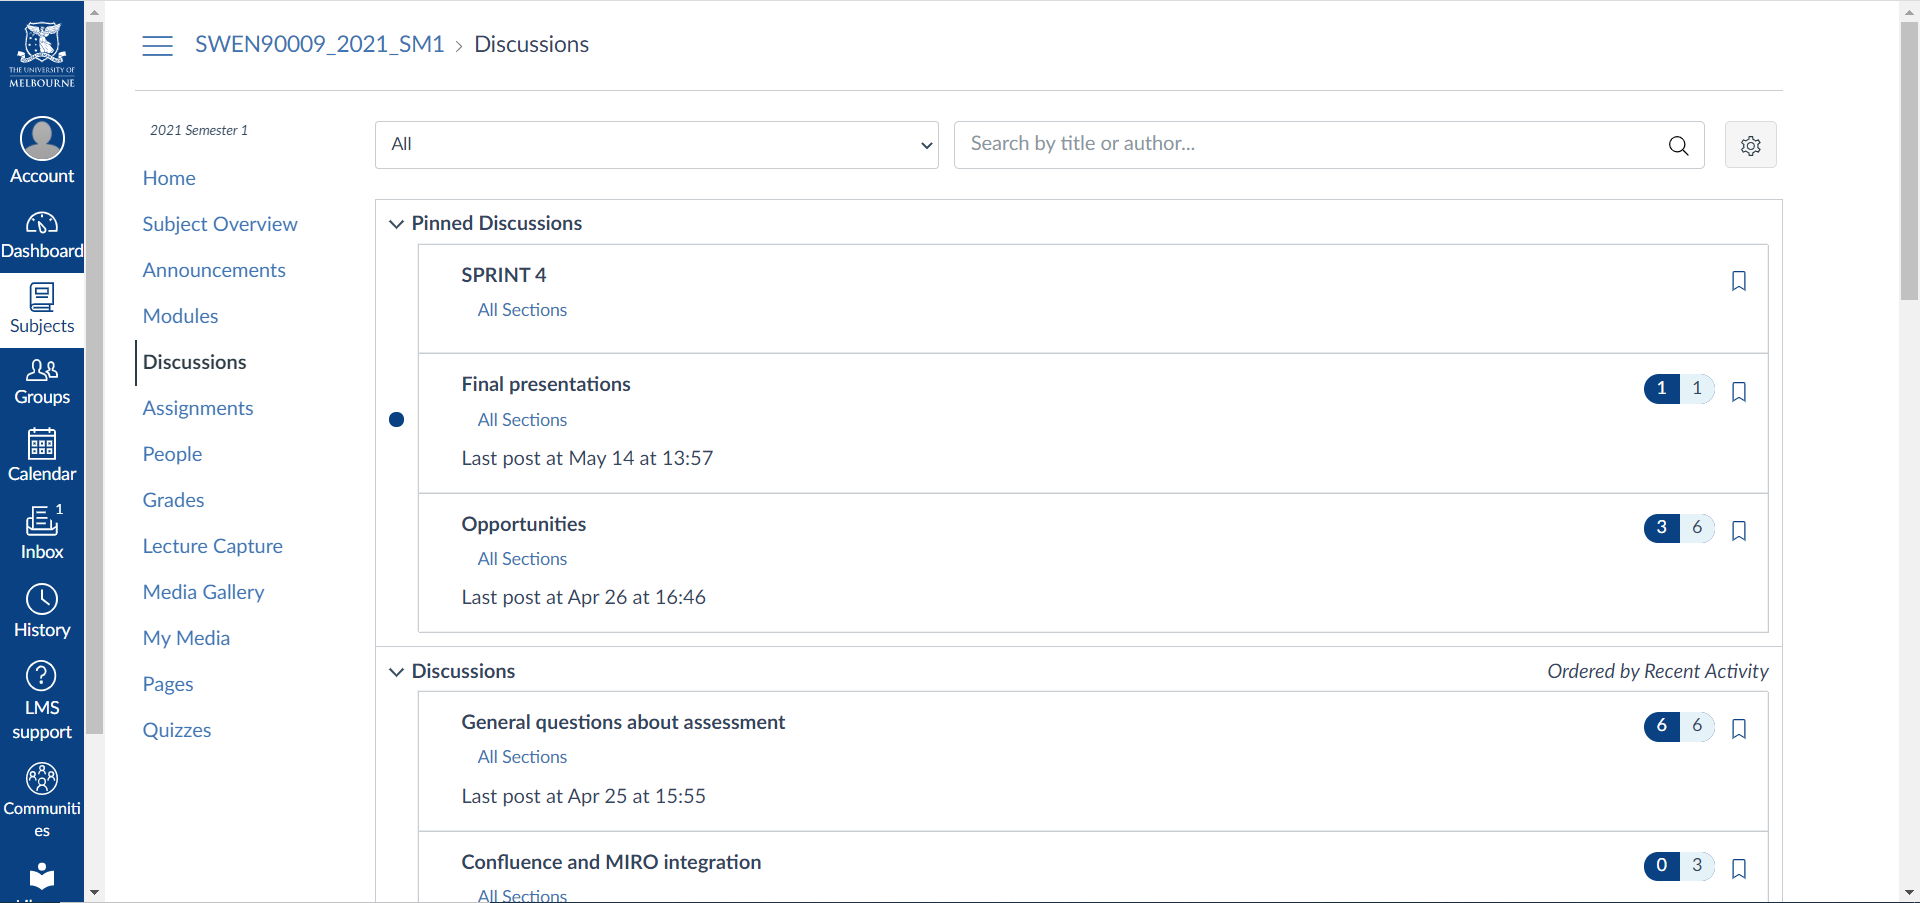 THE UNIVERSITY OF
MELBOURNE
Account
Dashboard
Subjects
Groups
Calendar
1
Inbox
History
LMS
support
Communiti
es
SWEN90009_2021_SM1 > Discussions
2021 Semester 1
Home
Subject Overview
Announcements
Modules
Discussions
Assignments
People
Grades
Lecture Capture
Media Gallery
My Media
Pages
Quizzes
All
Search by title or author...
Pinned Discussions
SPRINT 4
All Sections
Final presentations
1 1
All Sections
Last post at May 14 at 13:57
Opportunities
3 6
All Sections
Last post at Apr 26 at 16:46
Discussions
Ordered by Recent Activity
General questions about assessment
6 6
All Sections
Last post at Apr 25 at 15:55
Confluence and MIRO integration
0 3
All Sections